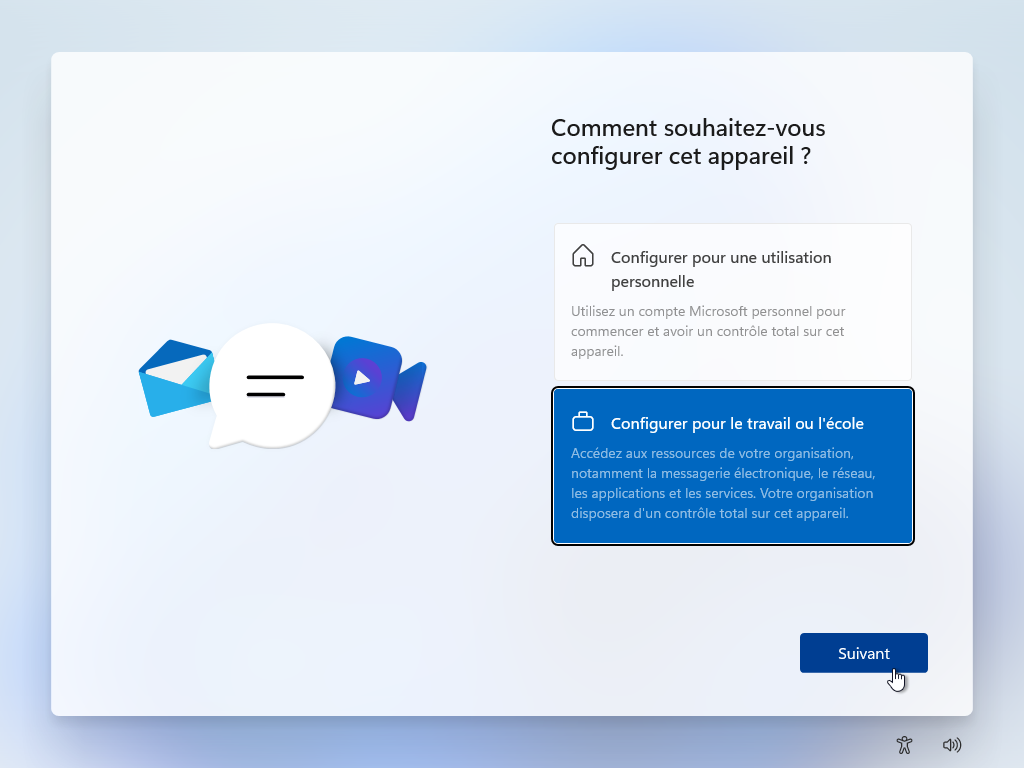 Comment souhaitez-vous
configurer cet appareil ?
Configurer pour une utilisation
personnelle
Utilisez un compte Microsoft personnel pour
commencer et avoir un contrôle total sur cet
appareil.
Configurer pour le travail ou l'école
Accédez aux ressources de votre organisation,
notamment la messagerie électronique, le réseau,
les applications et les services. Votre organisation
disposera d'un contrôle total sur cet appareil.
Suivant